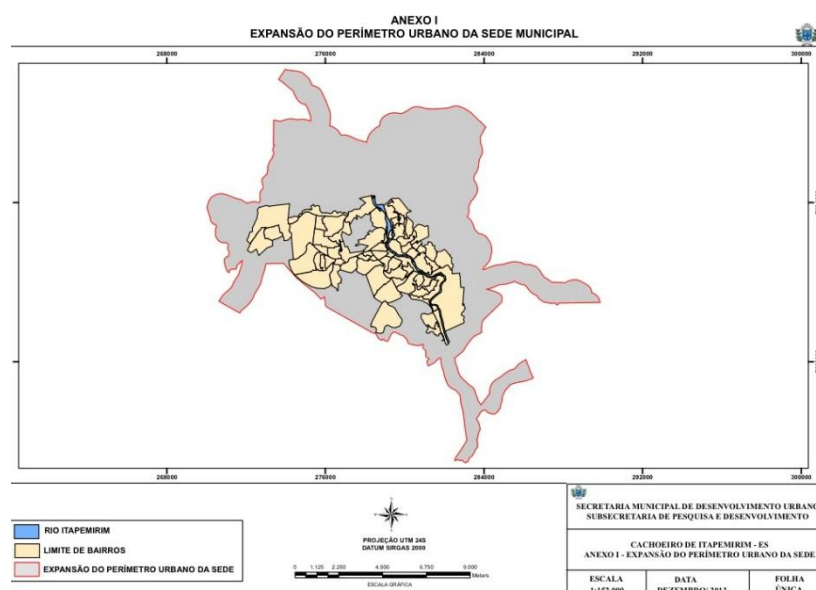 ANEXO I
EXPANSÃO DO PERÍMETRO URBANO DA SEDE MUNICIPAL
268000 276000 284000 292000 300000
268000 276000 284000 292000 300000
RIO ITAPEMIRIM
LIMITE DE BAIRROS
EXPANSÃO DO PERÍMETRO URBANO DA SEDE
PROJEÇÃO UTM 24S
DATUM SIRGAS 2000
0 1.125 2.250 4.500 6.750 9.000
Meters
ESCALA GRÁFICA
SECRETARIA MUNICIPAL DE DESENVOLVIMENTO URBANO
SUBSECRETARIA DE PESQUISA E DESENVOLVIMENTO
CACHOEIRO DE ITAPEMIRIM - ES
ANEXO I - EXPANSÃO DO PERÍMETRO URBANO DA SEDE
ESCALA DATA FOLHA
DEZEMBRO/ ÚNICA